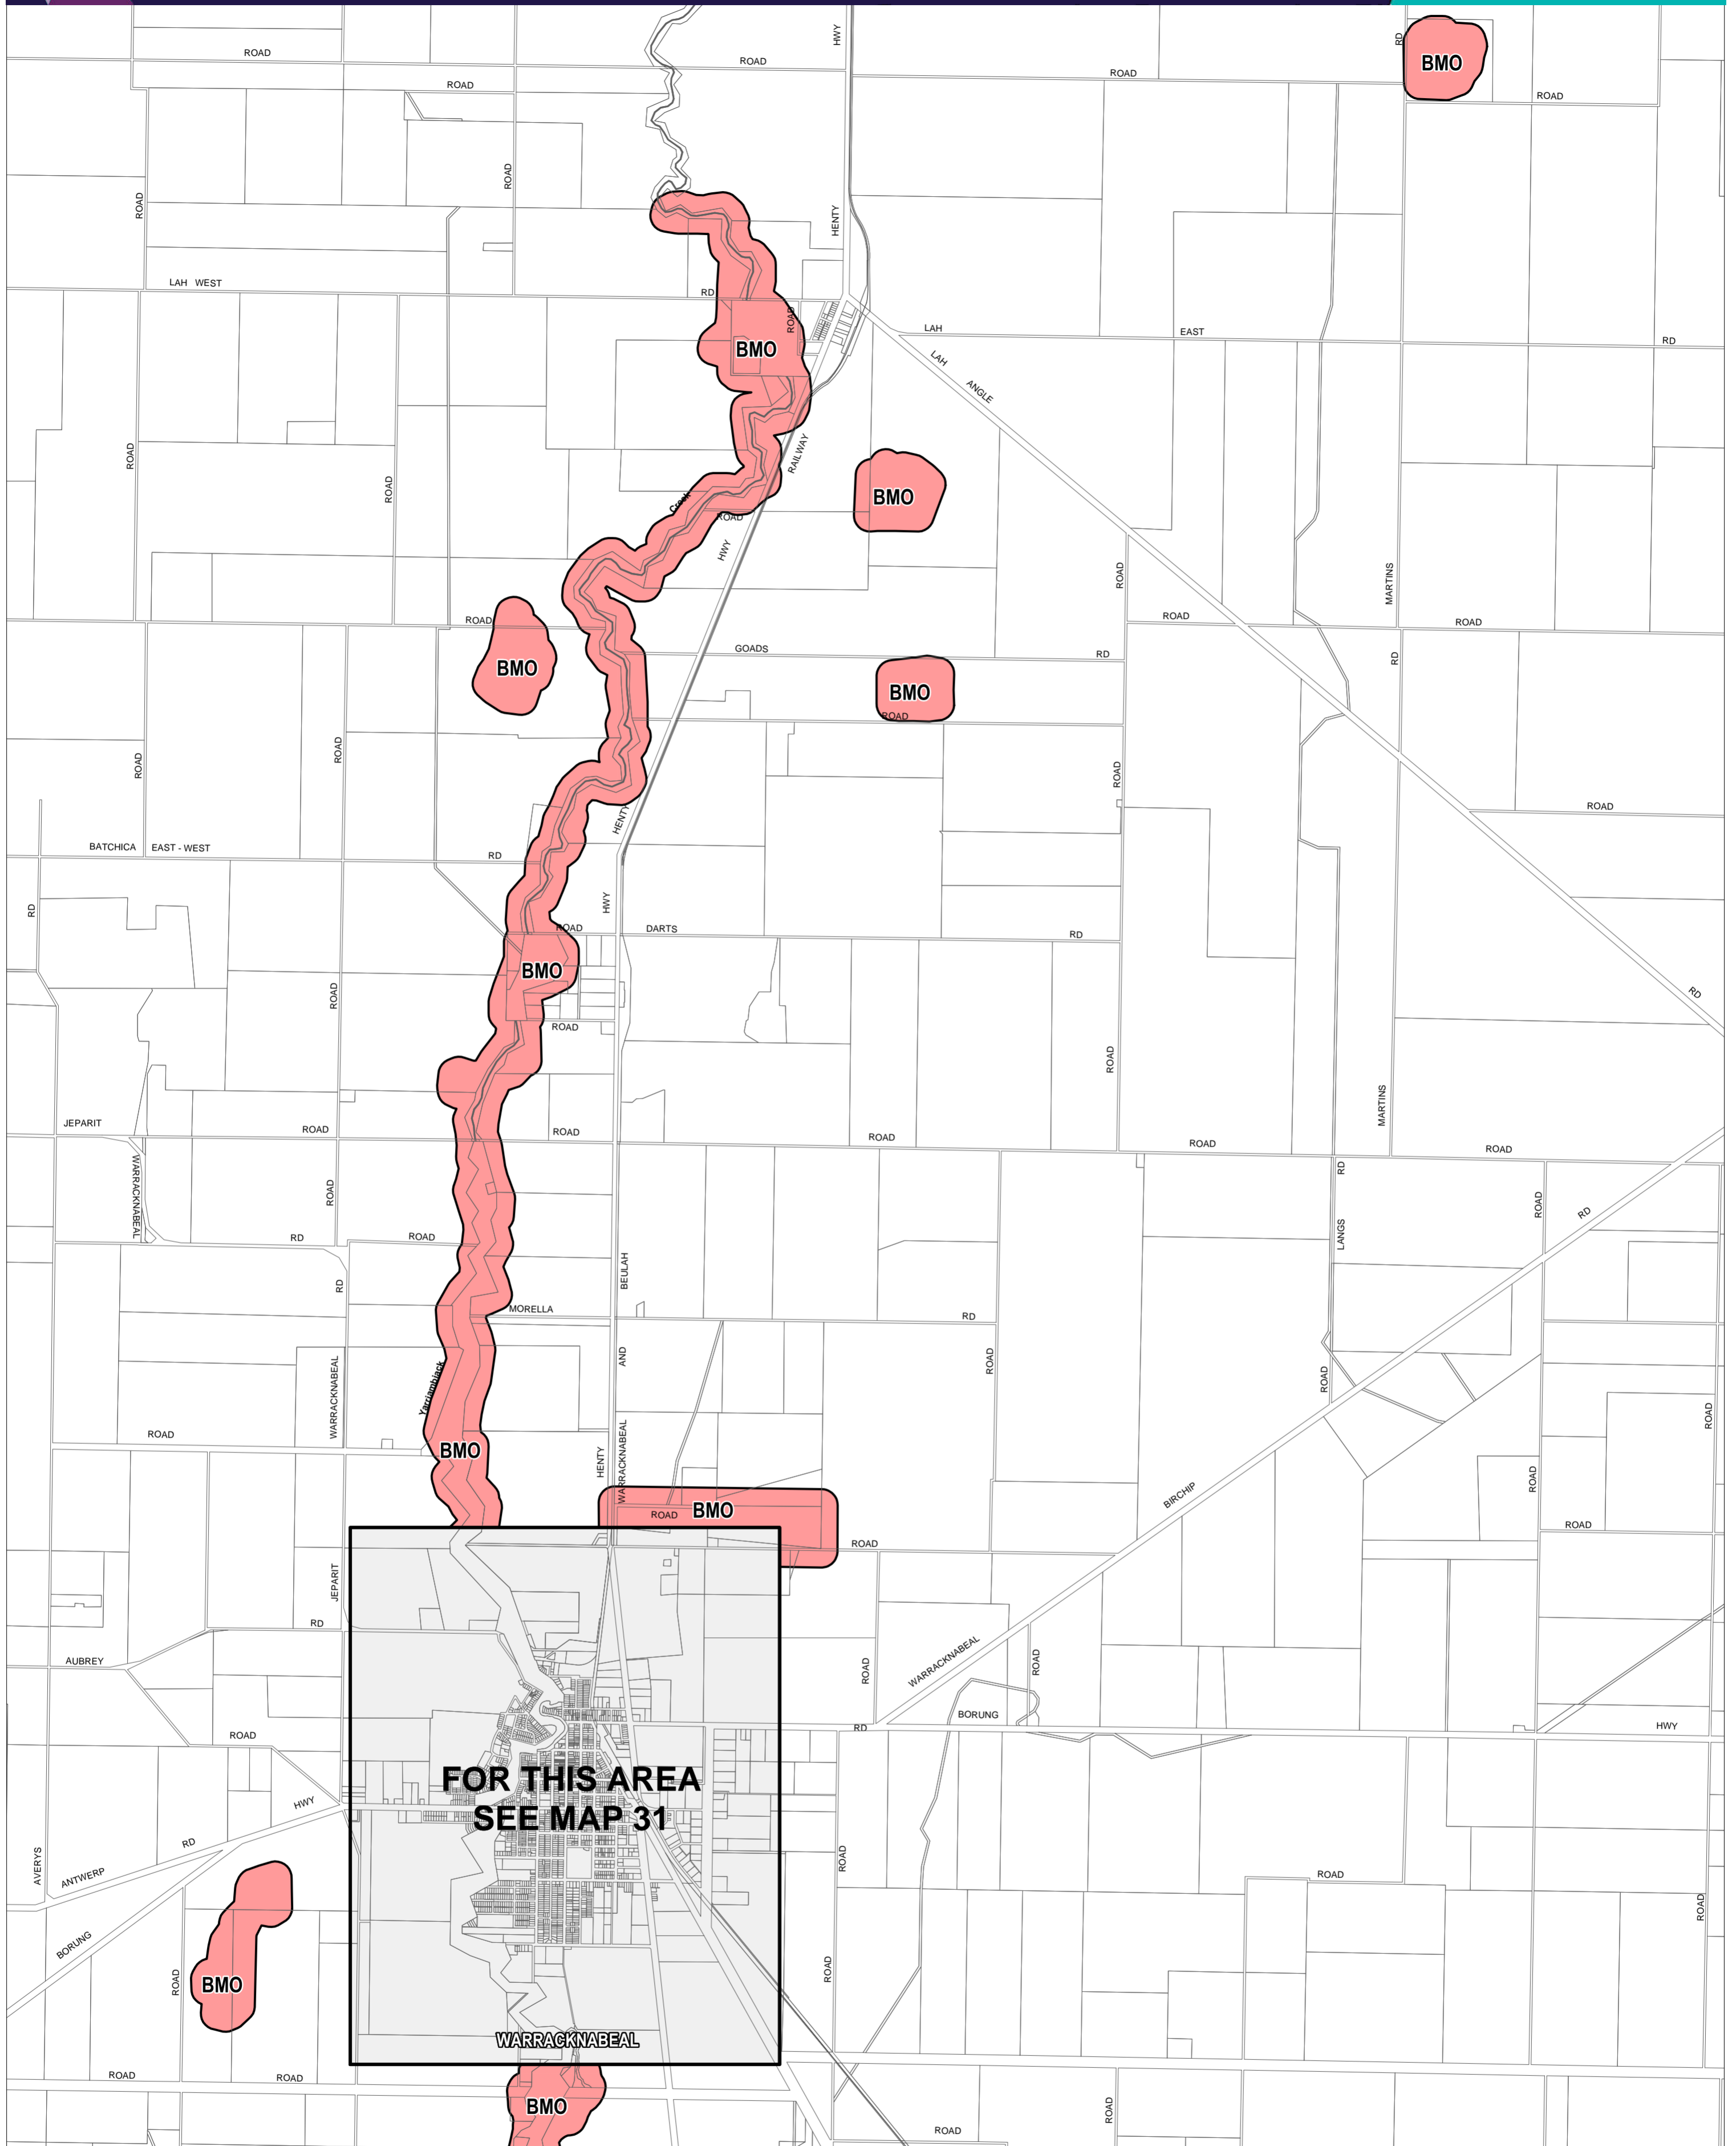 HWY
RD
BMO
ROAD
ROAD
ROAD
ROAD
ROAD
ROAD
ROAD
HENTY
LAH WEST
RD
ROAD
LAH
EAST
RD
BMO
LAH
ANGLE
ROAD
RAILWAY
ROAD
BMO
Creek
ROAD
HWY
ROAD
MARTINS
ROAD
ROAD
ROAD
GOADS
RD
RD
BMO
BMO
ROAD
ROAD
ROAD
ROAD
ROAD
HENTY
BATCHICA
EAST - WEST
RD
HWY
RD
ROAD
DARTS
RD
BMO
ROAD
RD
ROAD
ROAD
MARTINS
JEPARIT
ROAD
ROAD
ROAD
ROAD
ROAD
RD
WARRACKNABEAL
ROAD
ROAD
RD
LANGS
RD
ROAD
BEULAH
RD
MORELLA
RD
AND
ROAD
WARRACKNABEAL
ROAD
Yarriambiack
ROAD
ROAD
BMO
HENTY
WARRACKNABEAL
ROAD
BIRCHIP
BMO
ROAD
ROAD
ROAD
JEPARIT
RD
AUBREY
ROAD
WARRACKNABEAL
ROAD
BORUNG
RD
HWY
ROAD
FOR THIS AREA
SEE MAP 31
HWY
RD
AVERYS
ANTWERP
ROAD
ROAD
ROAD
BORUNG
BMO
ROAD
ROAD
WARRACKNABEAL
ROAD
ROAD
BMO
ROAD
ROAD